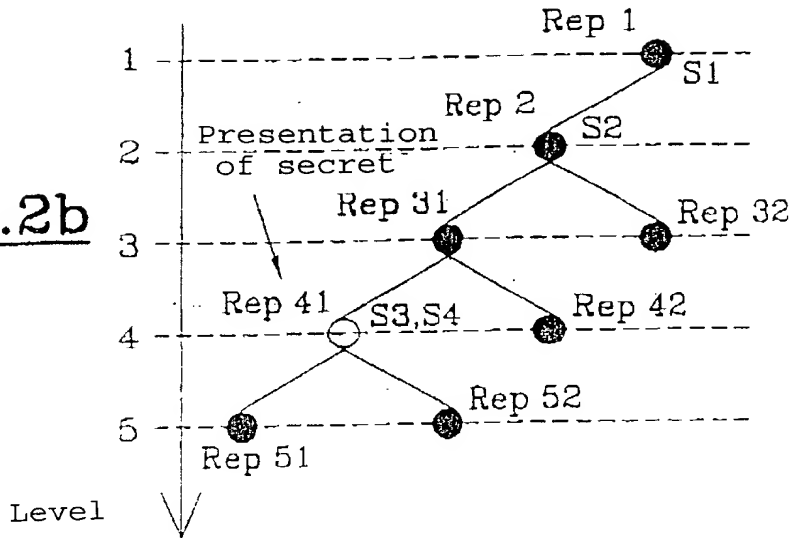 Rep 1
1
S1
Rep 2
S2
Presentation
of secret
2
.2b
Rep 31
Rep 32
3
Rep 41
S3,S4
Rep 42
4
Rep 52
5
Rep 51
Level